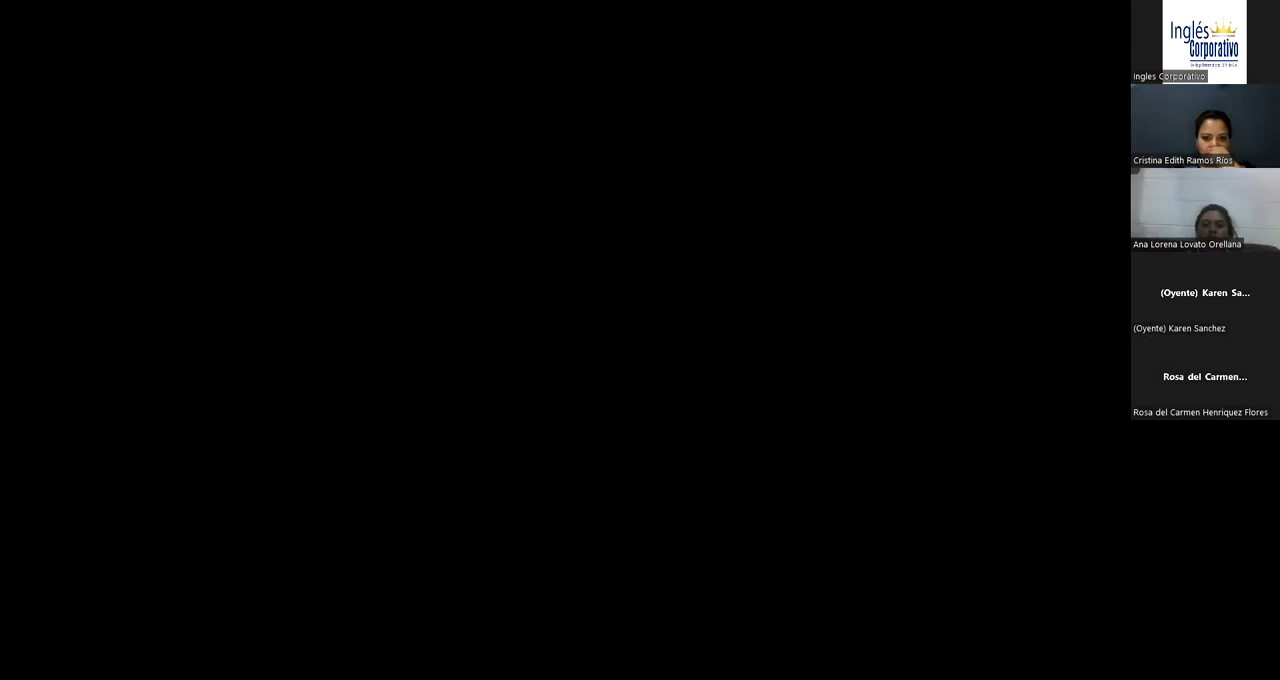 Inglés
Corporativo
Ingles Corporativo
Cristina Edith Ramos Ríos
Ana Lorena Lovato Orellana
(Oyente) Karen Sa...
(Oyente) Karen Sanchez
Rosa del Carmen...
Rosa del Carmen Henriquez Flores